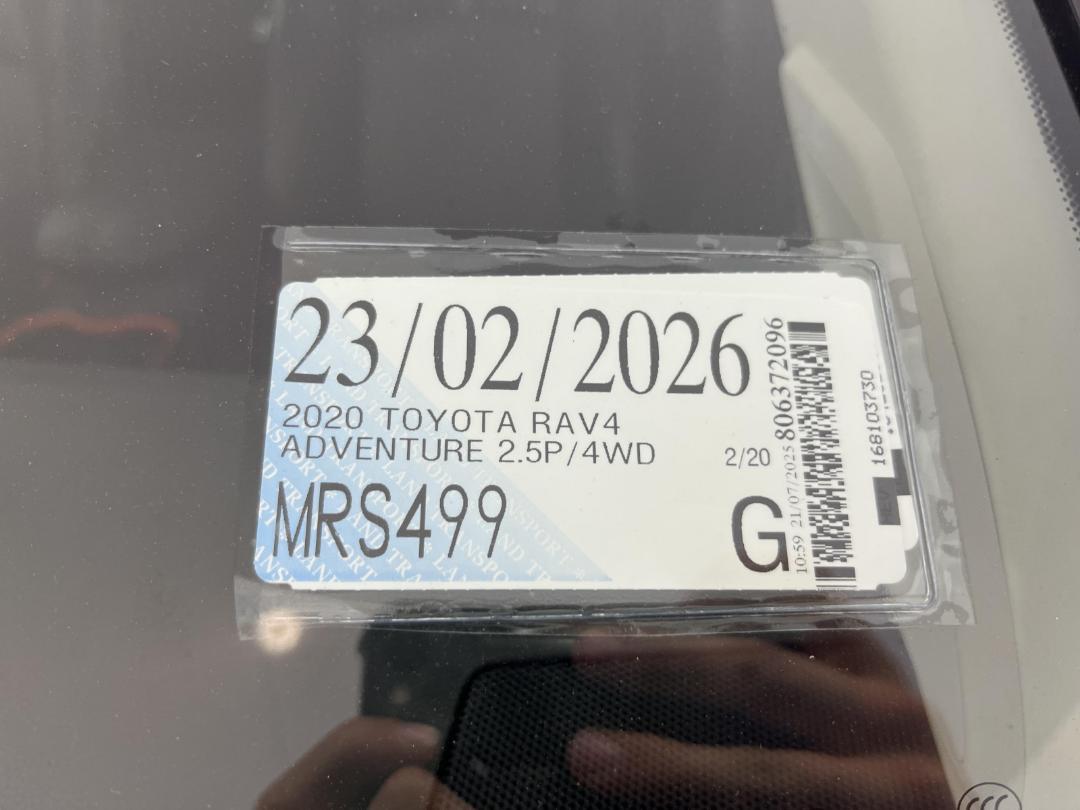 23/02/2026
2020 TOYOTA RAV4
ADVENTURE 2.5P/4WD
2/20
MRS499
G
10:59 21/07/2025 806372096
168103730
REV